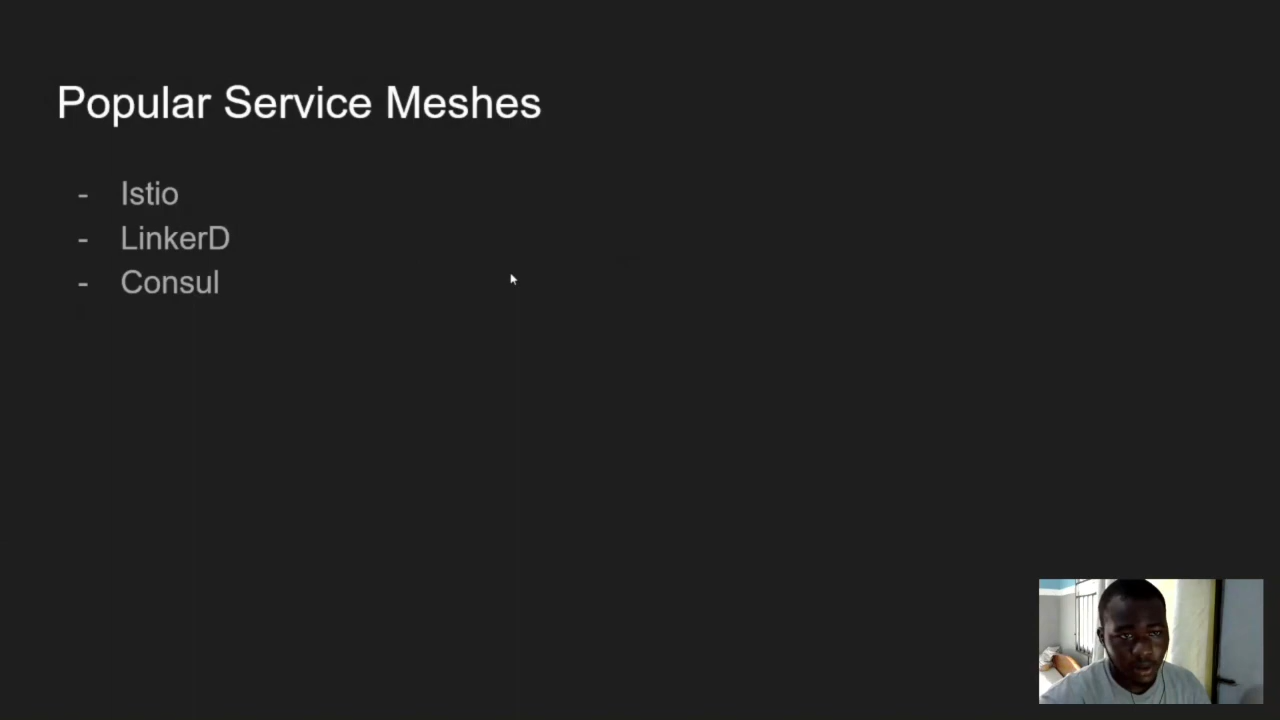 Popular Service Meshes
- Istio
- LinkerD
- Consul